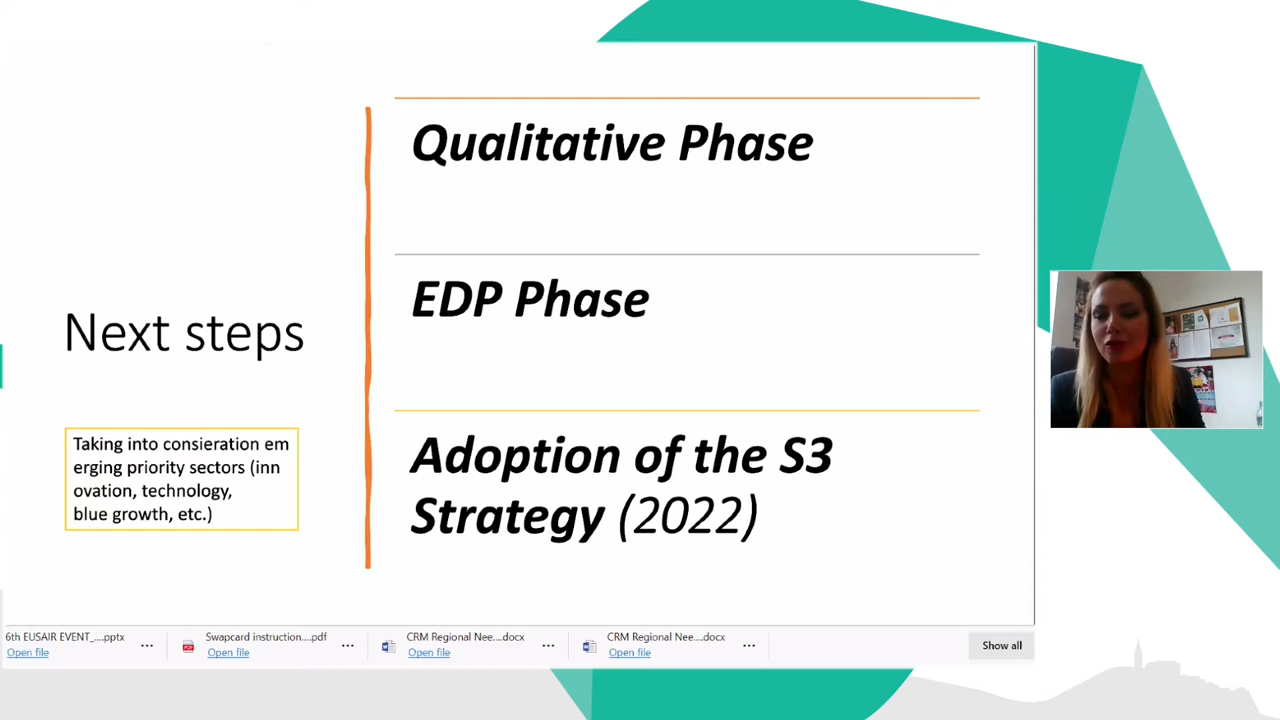 Next steps
Taking into consieration em
erging priority sectors (inn
ovation, technology,
blue growth, etc.)
Qualitative Phase
EDP Phase
Adoption of the S3
Strategy (2022)
6th EUSAIR EVENT_....pptx
Open file
Swapcard instruction....pdf
Open file
CRM Regional Nee....docx
Open file
CRM Regional Nee....docx
Open file
Show all